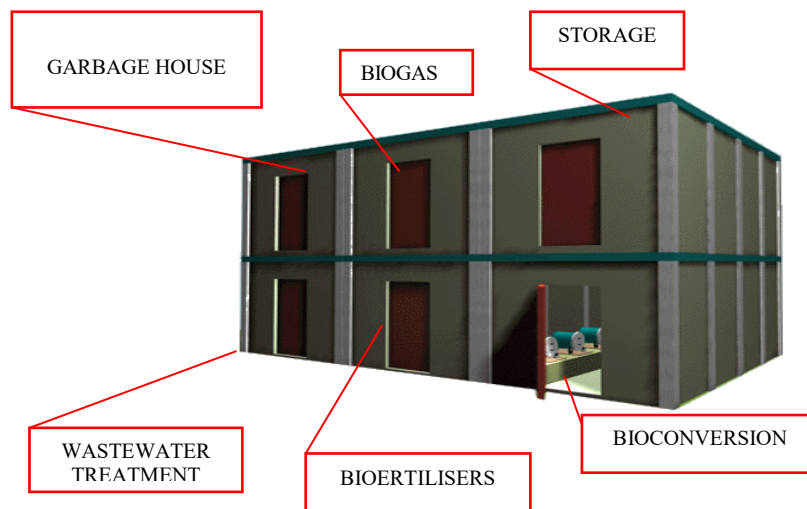 STORAGE
GARBAGE HOUSE
BIOGAS
WASTEWATER
TREATMENT
BIOERTILISERS
BIOCONVERSION